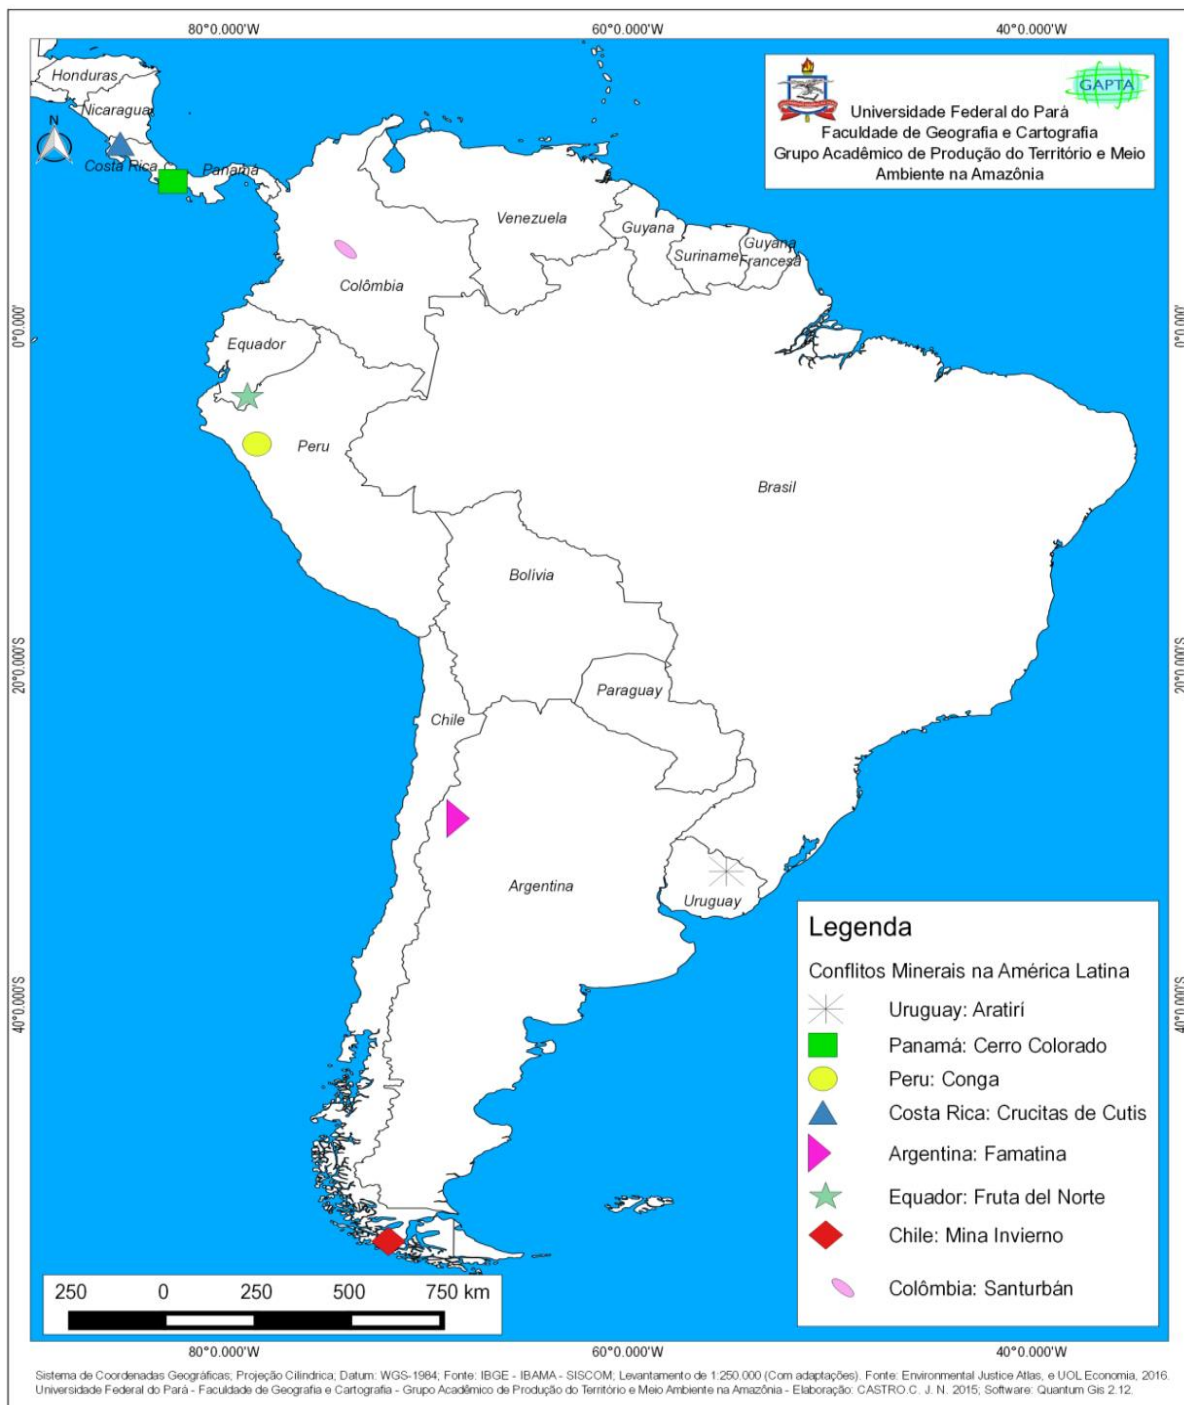 80°0.000'W 60°0.000'W 40°0.000'W
GAPTA
Universidade Federal do Pará
Faculdade de Geografia e Cartografia
Grupo Acadêmico de Produção do Território e Meio
Ambiente na Amazônia
Honduras
Nicaragua
N
Costa Rica
Panamá
Venezuela
Guyana
Suriname
Guyana
Francesa
Colômbia
0°0.000'
0°0.000'
Equador
Peru
Brasil
Bolívia
20°0.000'S
20°0.000'S
Paraguay
Chile
Argentina
Uruguay
40°0.000'S
40°0.000'S
Legenda
Conflitos Minerais na América Latina
Uruguay: Aratirí
Panamá: Cerro Colorado
Peru: Conga
Costa Rica: Crucitas de Cutis
Argentina: Famatina
Equador: Fruta del Norte
Chile: Mina Invierno
Colômbia: Santurbán
250 0 250 500 750 km
80°0.000'W 60°0.000'W 40°0.000'W
Sistema de Coordenadas Geográficas; Projeção Cilíndrica; Datum: WGS-1984; Fonte: IBGE - IBAMA - SISCOM; Levantamento de 1:250.000 (Com adaptações). Fonte: Environmental Justice Atlas, e UOL Economia, 2016.
Universidade Federal do Pará - Faculdade de Geografia e Cartografia - Grupo Acadêmico de Produção do Território e Meio Ambiente na Amazônia - Elaboração: CASTRO.C. J. N. 2015; Software: Quantum Gis 2.12.